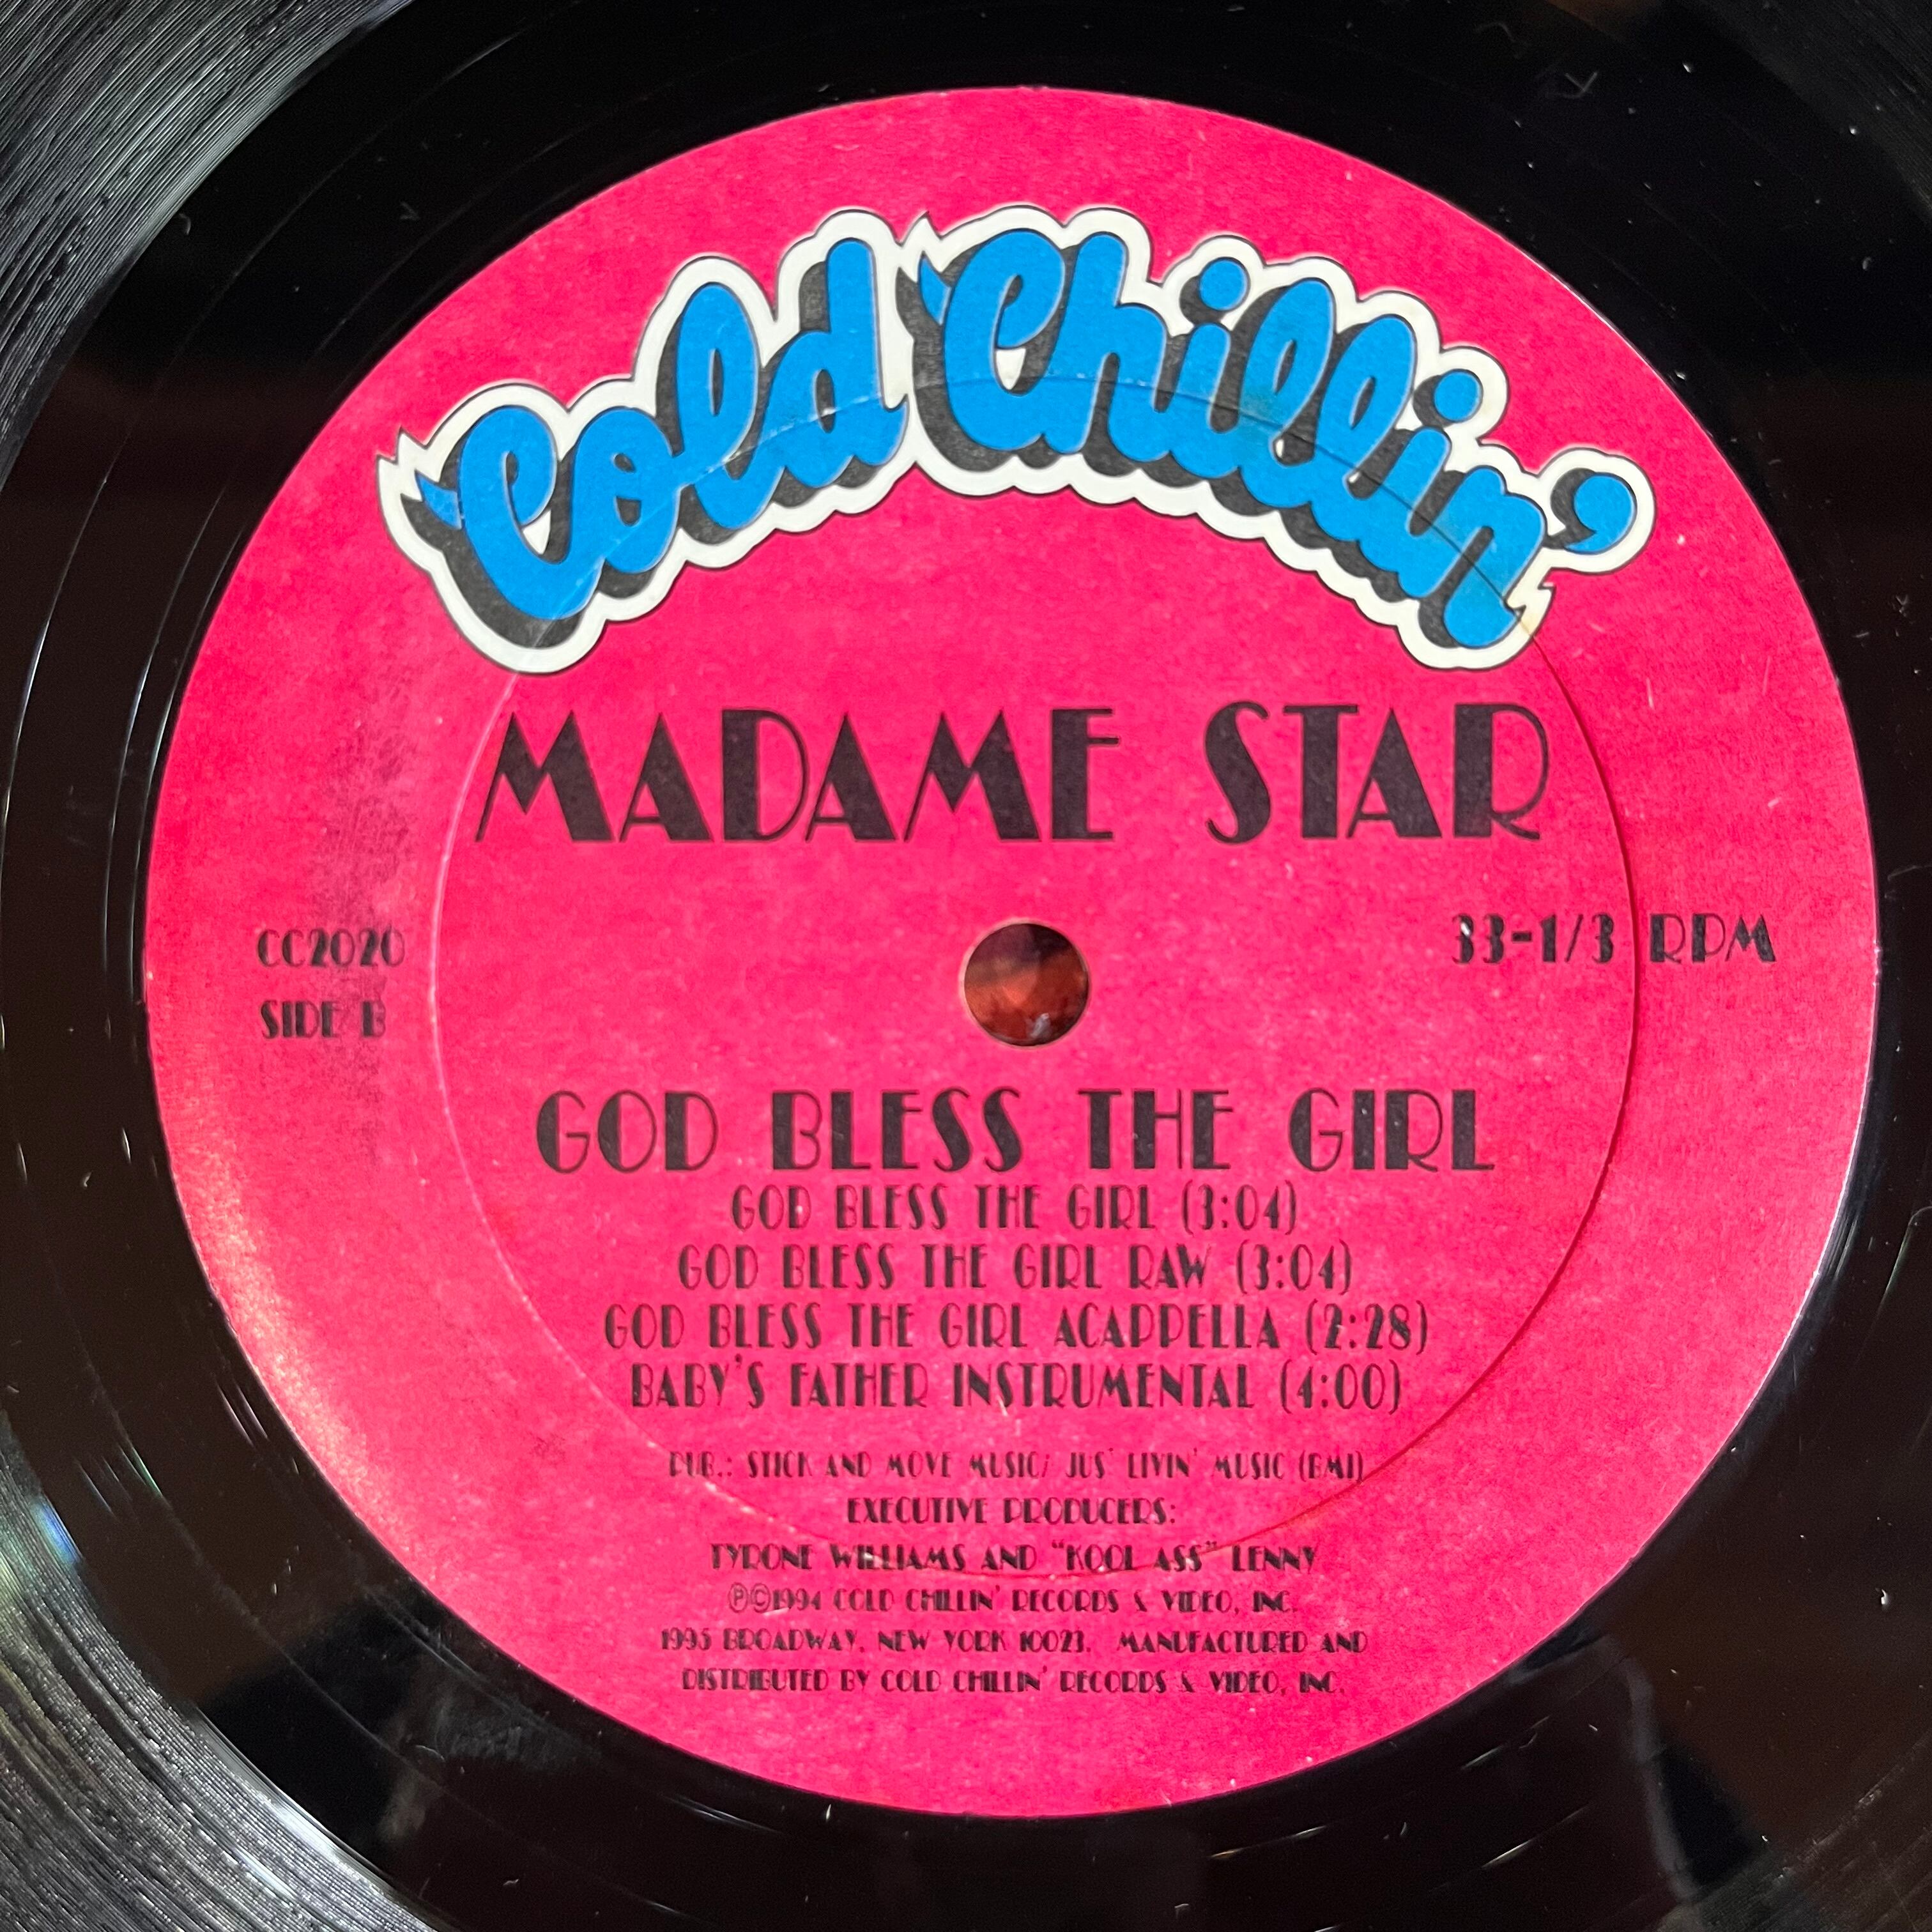 Cold Chillin'
MADAME STAR
CC2020
SIDE B
33-1/3 RPM
GOD BLESS THE GIRL
GOD BLESS THE GIRL (3:04)
GOD BLESS THE GIRL RAW (3:04)
GOD BLESS THE GIRL ACAPPELLA (2:28)
BABY'S FATHER INSTRUMENTAL (4:00)
PUB.: STICK AND MOVE MUSIC/ JUS' LIVIN' MUSIC (BMI)
EXECUTIVE PRODUCERS:
TYRONE WILLIAMS AND "KOOL ASS" LENNY
℗©1994 COLD CHILLIN' RECORDS & VIDEO, INC.
1995 BROADWAY, NEW YORK 10023. MANUFACTURED AND
DISTRIBUTED BY COLD CHILLIN' RECORDS & VIDEO, INC.